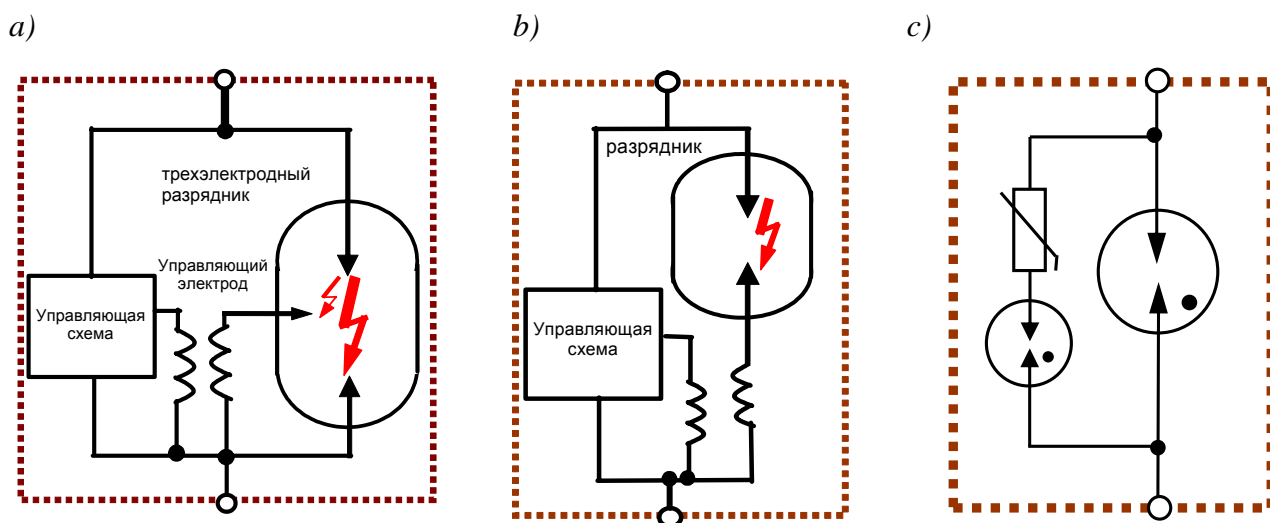 a)
b)
c)
трехэлектродный
разрядник
Управляющий
электрод
Управляющая
схема
разрядник
Управляющая
схема